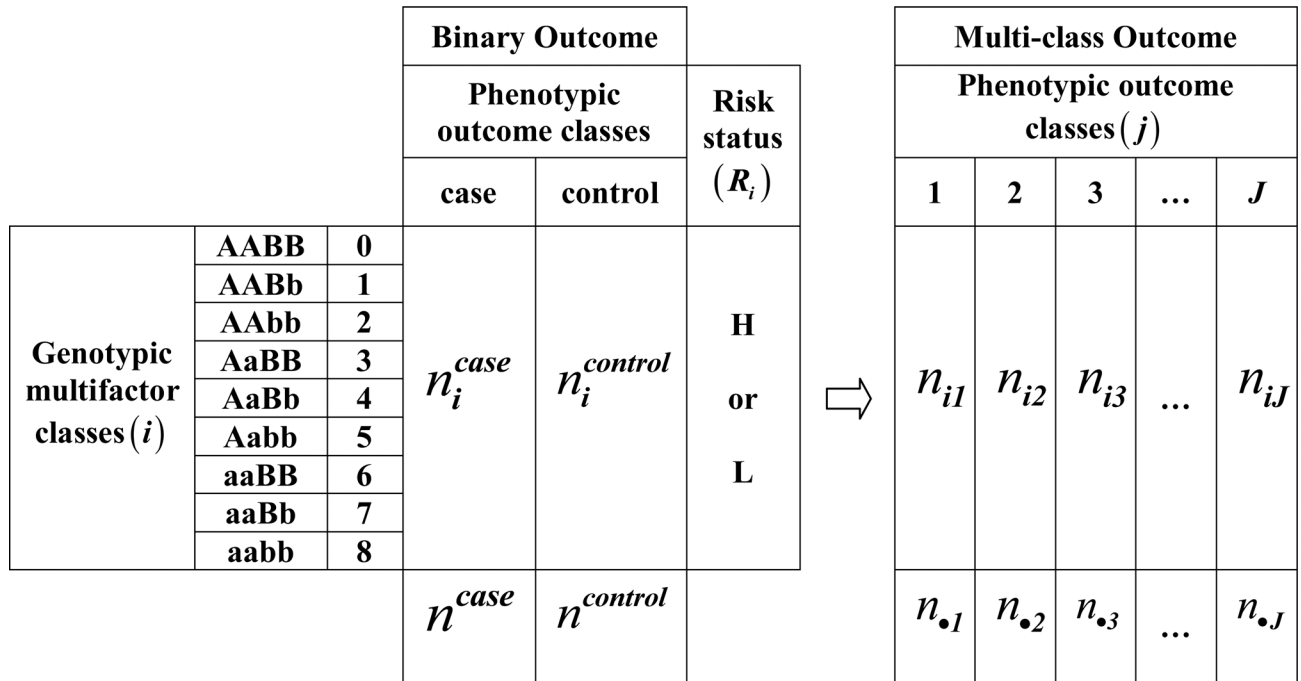 Binary Outcome
Multi-class Outcome
Phenotypic
outcome classes
Risk
status
(R_i)
Phenotypic outcome
classes (j)
case control
1 2 3 ... J
Genotypic
multifactor
classes (i)
AABB 0
AABb 1
AAbb 2
AaBB 3
AaBb 4
Aabb 5
aaBB 6
aaBb 7
aabb 8
n_i^case n_i^control
H
or
L
⇨
n_i1 n_i2 n_i3 ... n_iJ
n^case n^control
n_•1 n_•2 n_•3 ... n_•J